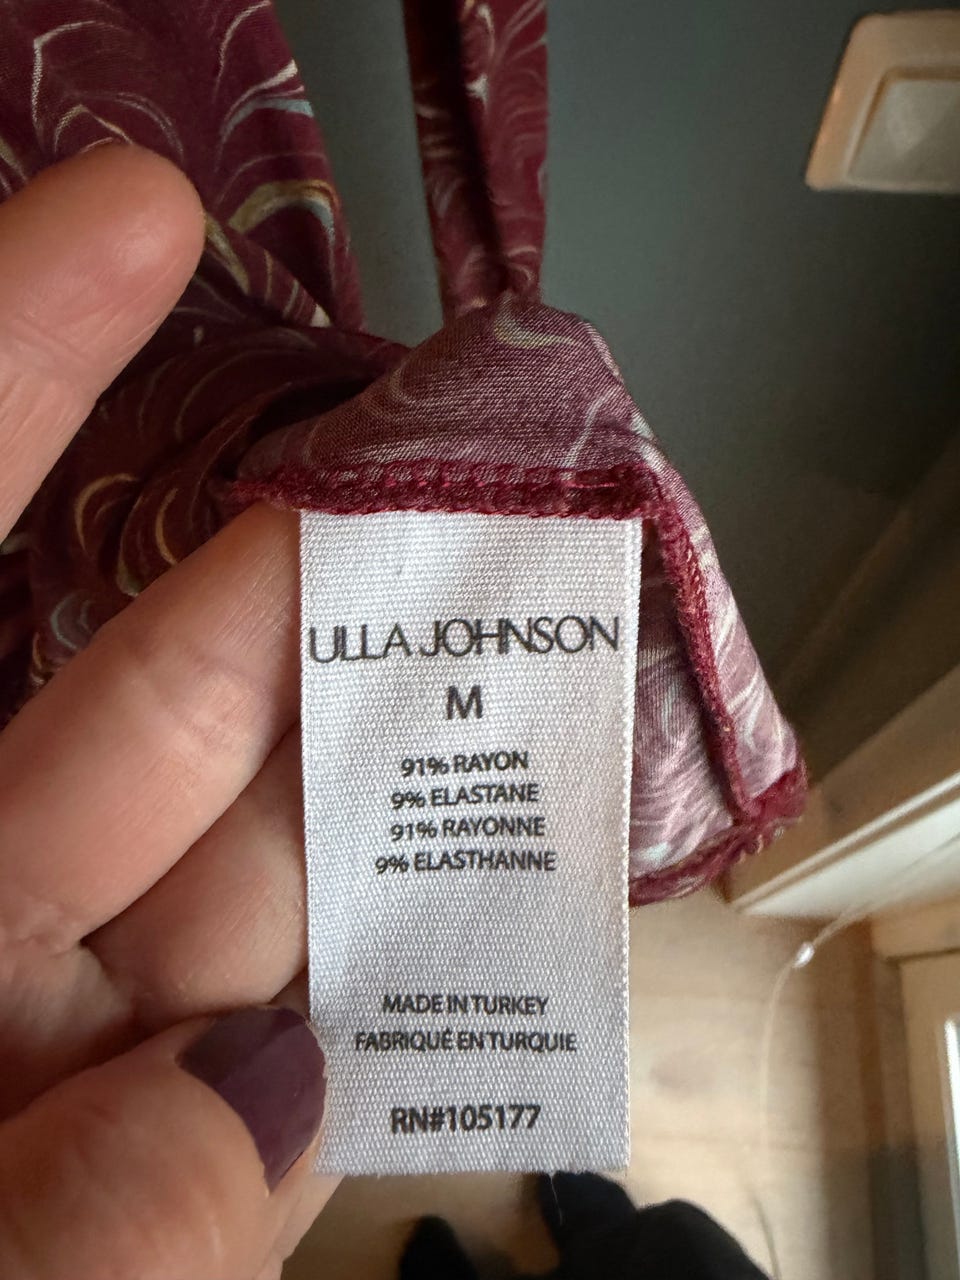 ULLA JOHNSON
M
91% RAYON
9% ELASTANE
91% RAYONNE
9% ELASTHANNE
MADE IN TURKEY
FABRIQUÉ EN TURQUIE
RN#105177